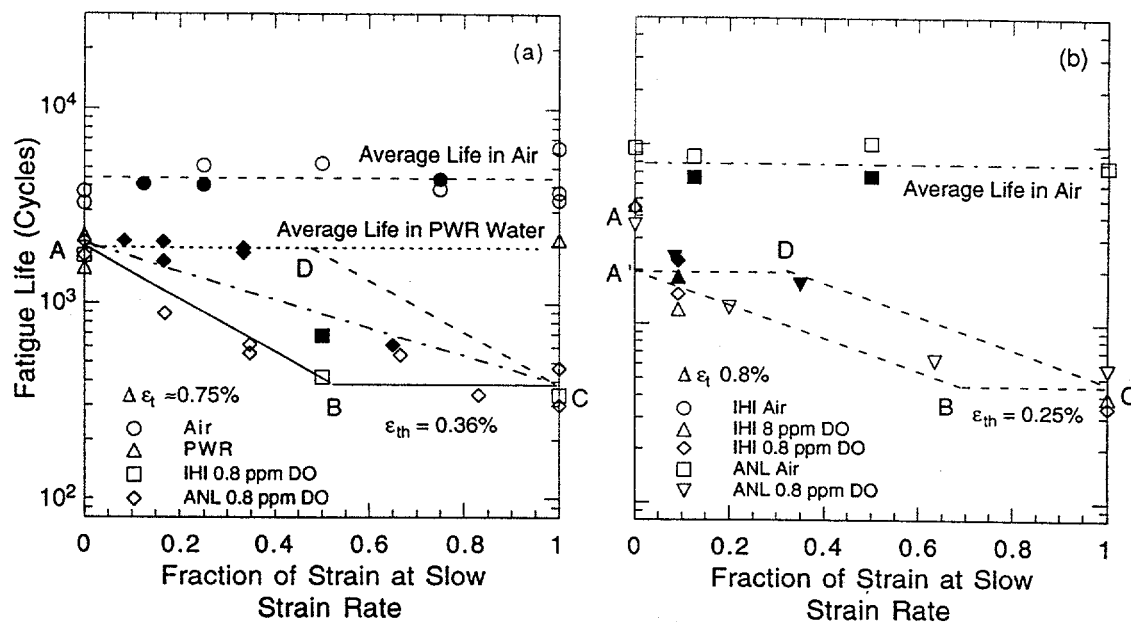 (a)
10⁴
Average Life in Air
Average Life in PWR Water
A
D
10³
Δ εt ≈0.75%
B
C
εth = 0.36%
Air
PWR
IHI 0.8 ppm DO
ANL 0.8 ppm DO
10²
0 0.2 0.4 0.6 0.8 1
Fatigue Life (Cycles)
Fraction of Strain at Slow
Strain Rate
(b)
Average Life in Air
A
D
A'
Δ εt 0.8%
B
C
εth = 0.25%
IHI Air
IHI 8 ppm DO
IHI 0.8 ppm DO
ANL Air
ANL 0.8 ppm DO
0 0.2 0.4 0.6 0.8 1
Fraction of Strain at Slow
Strain Rate